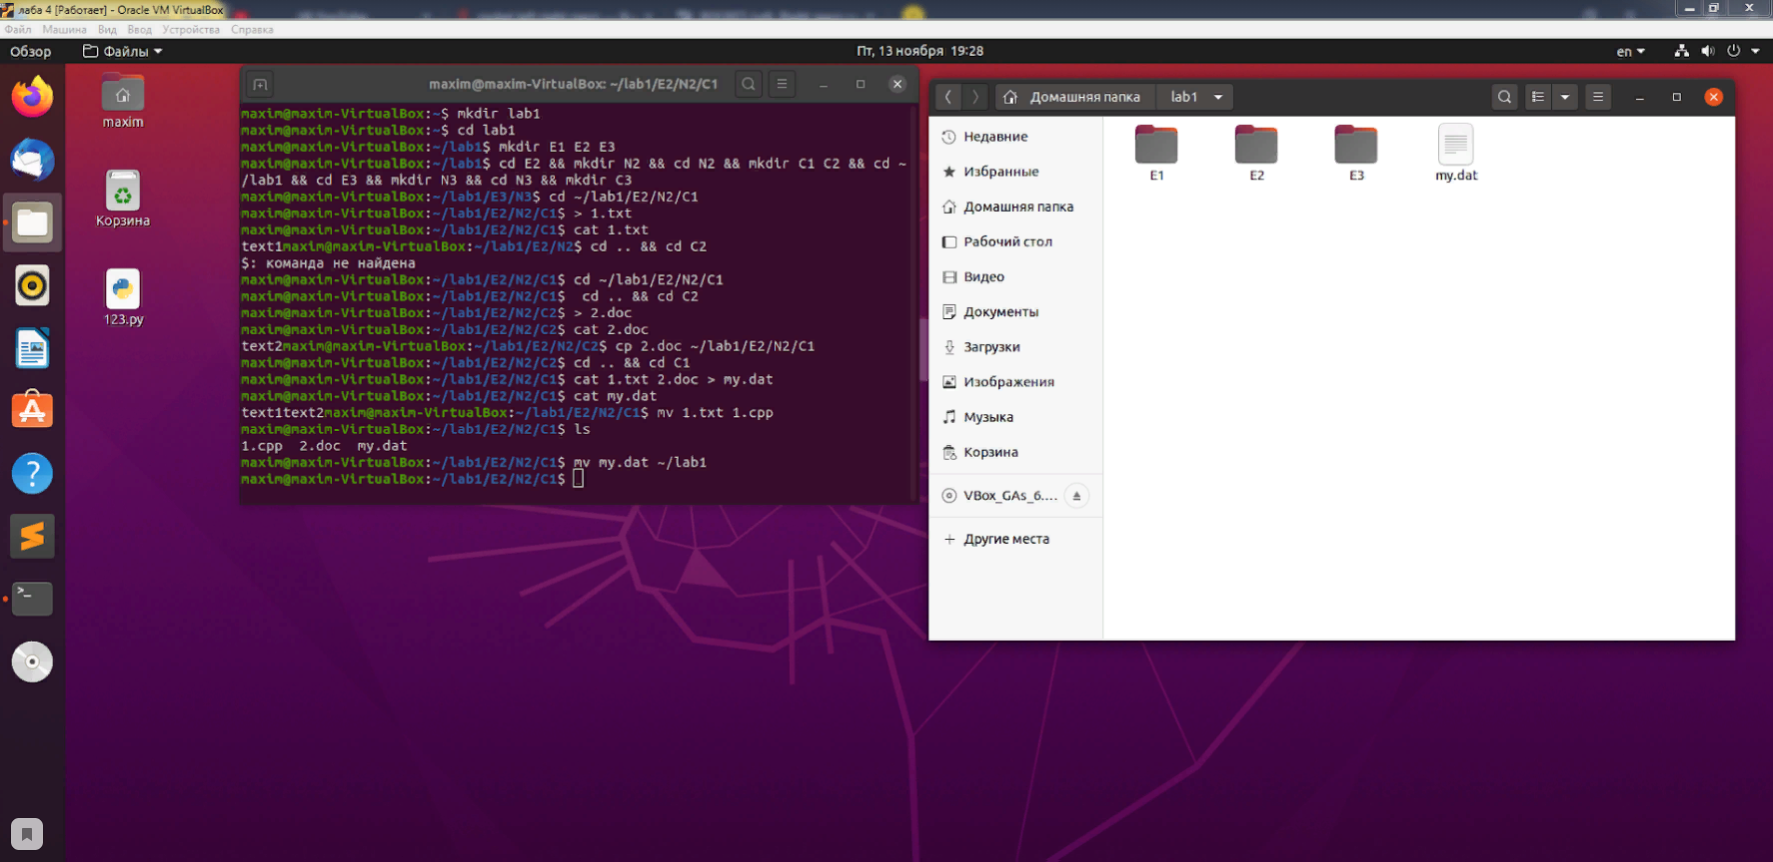 лаба 4 [Работает] - Oracle VM VirtualBox
Файл Машина Вид Ввод Устройства Справка
Обзор Файлы Пт, 13 ноября 19:28 en
maxim
Корзина
123.py
maxim@maxim-VirtualBox: ~/lab1/E2/N2/C1
maxim@maxim-VirtualBox:~$ mkdir lab1
maxim@maxim-VirtualBox:~$ cd lab1
maxim@maxim-VirtualBox:~/lab1$ mkdir E1 E2 E3
maxim@maxim-VirtualBox:~/lab1$ cd E2 && mkdir N2 && cd N2 && mkdir C1 C2 && cd ~
/lab1 && cd E3 && mkdir N3 && cd N3 && mkdir C3
maxim@maxim-VirtualBox:~/lab1/E3/N3$ cd ~/lab1/E2/N2/C1
maxim@maxim-VirtualBox:~/lab1/E2/N2/C1$ > 1.txt
maxim@maxim-VirtualBox:~/lab1/E2/N2/C1$ cat 1.txt
text1maxim@maxim-VirtualBox:~/lab1/E2/N2$ cd .. && cd C2
$: команда не найдена
maxim@maxim-VirtualBox:~/lab1/E2/N2/C1$ cd ~/lab1/E2/N2/C1
maxim@maxim-VirtualBox:~/lab1/E2/N2/C1$  cd .. && cd C2
maxim@maxim-VirtualBox:~/lab1/E2/N2/C2$ > 2.doc
maxim@maxim-VirtualBox:~/lab1/E2/N2/C2$ cat 2.doc
text2maxim@maxim-VirtualBox:~/lab1/E2/N2/C2$ cp 2.doc ~/lab1/E2/N2/C1
maxim@maxim-VirtualBox:~/lab1/E2/N2/C2$ cd .. && cd C1
maxim@maxim-VirtualBox:~/lab1/E2/N2/C1$ cat 1.txt 2.doc > my.dat
maxim@maxim-VirtualBox:~/lab1/E2/N2/C1$ cat my.dat
text1text2maxim@maxim-VirtualBox:~/lab1/E2/N2/C1$ mv 1.txt 1.cpp
maxim@maxim-VirtualBox:~/lab1/E2/N2/C1$ ls
1.cpp  2.doc  my.dat
maxim@maxim-VirtualBox:~/lab1/E2/N2/C1$ mv my.dat ~/lab1
maxim@maxim-VirtualBox:~/lab1/E2/N2/C1$
Домашняя папка lab1
Недавние
Избранные
Домашняя папка
Рабочий стол
Видео
Документы
Загрузки
Изображения
Музыка
Корзина
VBox_GAs_6....
Другие места
E1 E2 E3 my.dat